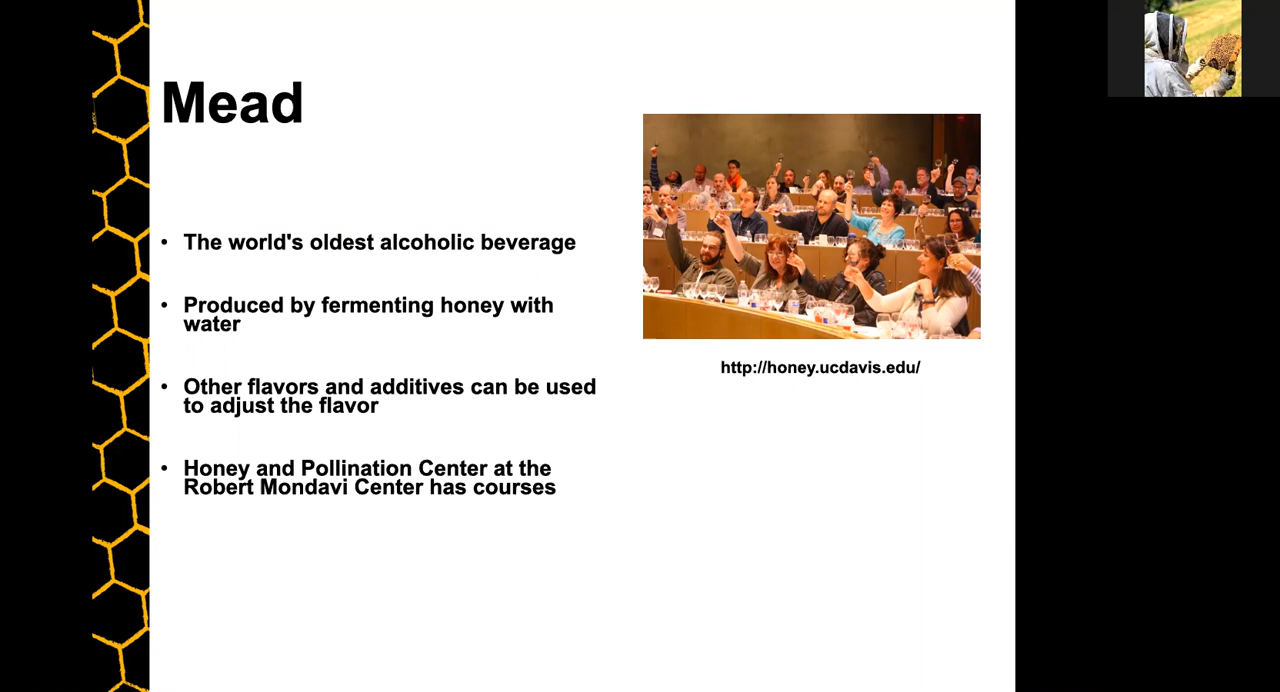 Mead
• The world's oldest alcoholic beverage
• Produced by fermenting honey with
water
• Other flavors and additives can be used
to adjust the flavor
• Honey and Pollination Center at the
Robert Mondavi Center has courses
http://honey.ucdavis.edu/